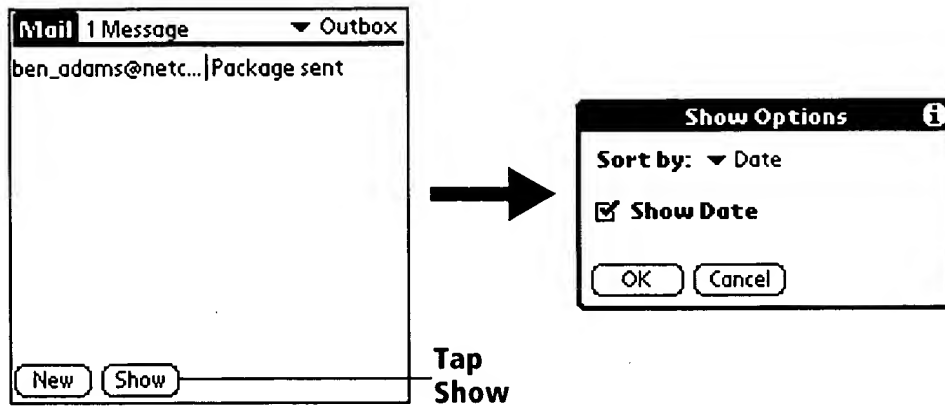 Mail 1 Message Outbox
ben_adams@netc... Package sent
New Show
Tap
Show
Show Options
Sort by: Date
Show Date
OK Cancel